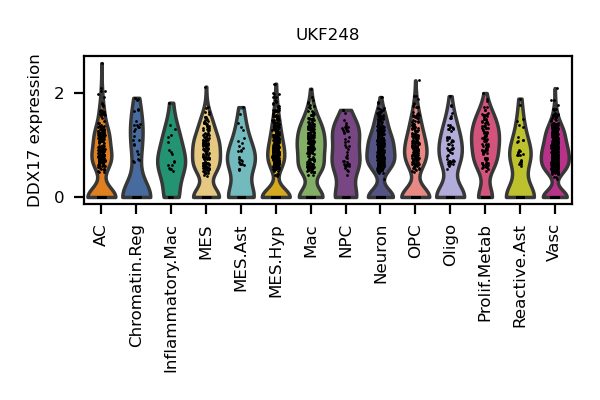 UKF248
DDX17 expression
2
0
AC
Chromatin.Reg
Inflammatory.Mac
MES
MES.Ast
MES.Hyp
Mac
NPC
Neuron
OPC
Oligo
Prolif.Metab
Reactive.Ast
Vasc